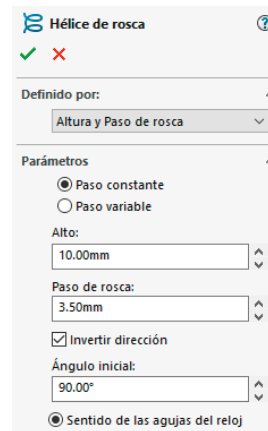 Hélice de rosca
Definido por:
Altura y Paso de rosca
Parámetros
Paso constante
Paso variable
Alto:
10.00mm
Paso de rosca:
3.50mm
Invertir dirección
Ángulo inicial:
90.00°
Sentido de las agujas del reloj